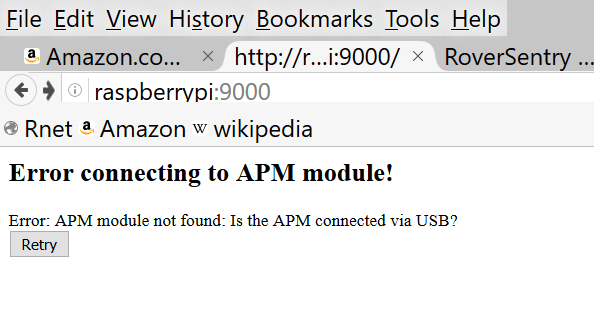 File Edit View History Bookmarks Tools Help
Amazon.co... × http://r...i:9000/ × RoverSentry ...
raspberrypi:9000
Rnet Amazon W wikipedia
Error connecting to APM module!
Error: APM module not found: Is the APM connected via USB?
Retry